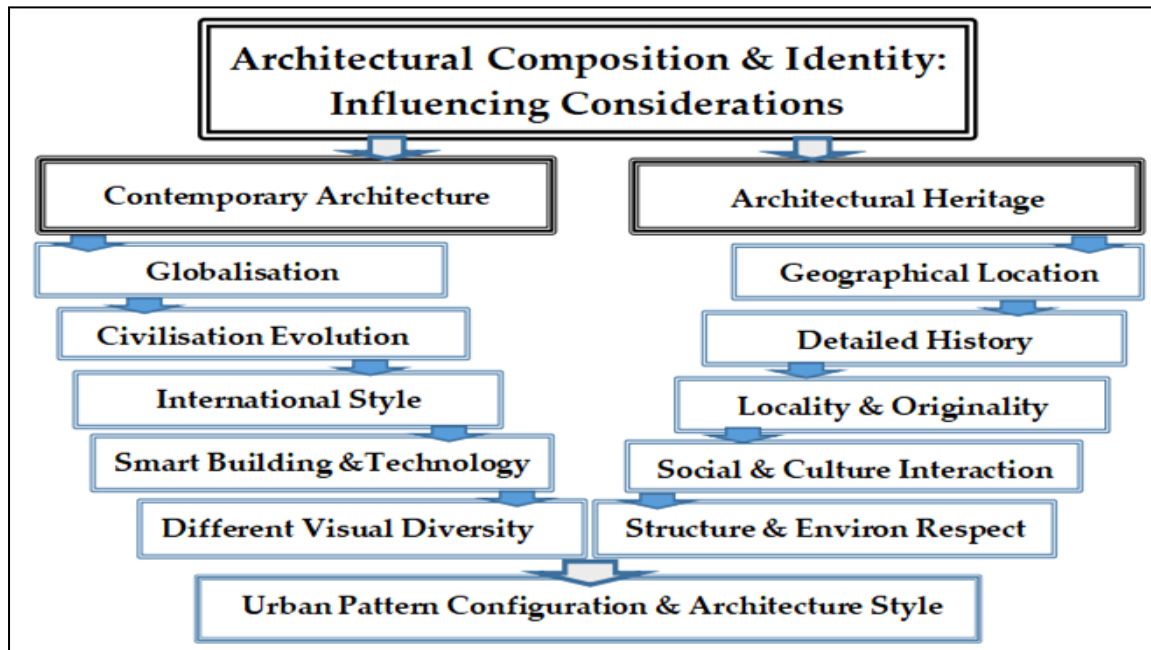 Architectural Composition & Identity:
Influencing Considerations
Contemporary Architecture
Globalisation
Civilisation Evolution
International Style
Smart Building &Technology
Different Visual Diversity
Architectural Heritage
Geographical Location
Detailed History
Locality & Originality
Social & Culture Interaction
Structure & Environ Respect
Urban Pattern Configuration & Architecture Style